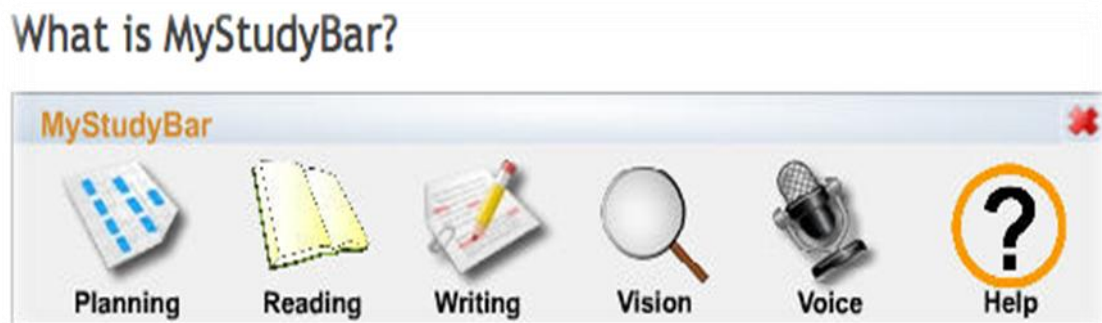 What is MyStudyBar?
MyStudyBar
Planning Reading Writing Vision Voice Help